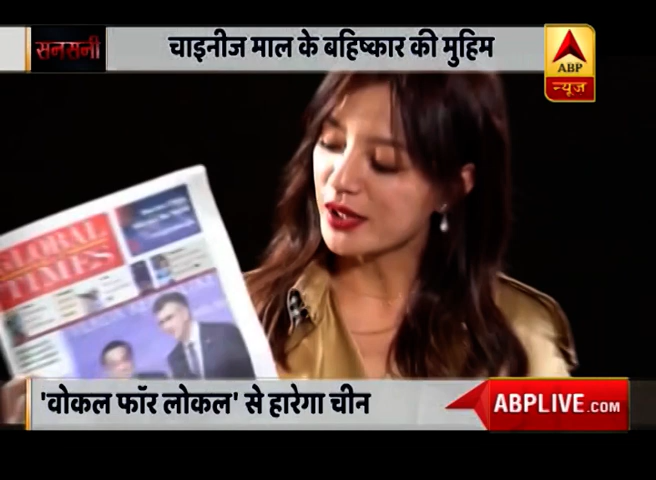 सनसनी
चाइनीज माल के बहिष्कार की मुहिम
ABP
न्यूज़
GLOBAL
TIMES
'वोकल फॉर लोकल' से हारेगा चीन
ABPLIVE.COM